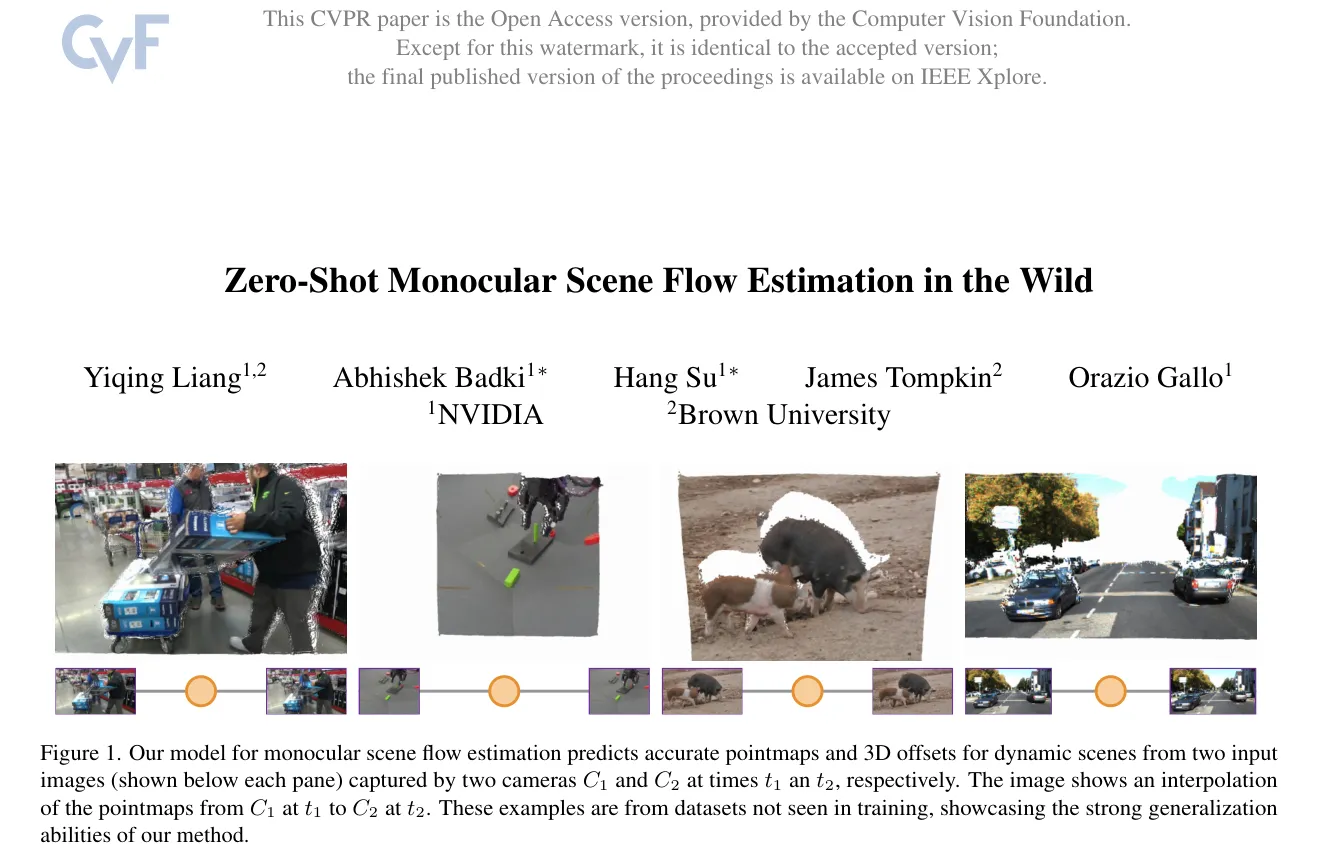 CVF
This CVPR paper is the Open Access version, provided by the Computer Vision Foundation.
Except for this watermark, it is identical to the accepted version;
the final published version of the proceedings is available on IEEE Xplore.
Zero-Shot Monocular Scene Flow Estimation in the Wild
Yiqing Liang1,2 Abhishek Badki1* Hang Su1* James Tompkin2 Orazio Gallo1
1NVIDIA 2Brown University
Figure 1. Our model for monocular scene flow estimation predicts accurate pointmaps and 3D offsets for dynamic scenes from two input
images (shown below each pane) captured by two cameras C1 and C2 at times t1 an t2, respectively. The image shows an interpolation
of the pointmaps from C1 at t1 to C2 at t2. These examples are from datasets not seen in training, showcasing the strong generalization
abilities of our method.